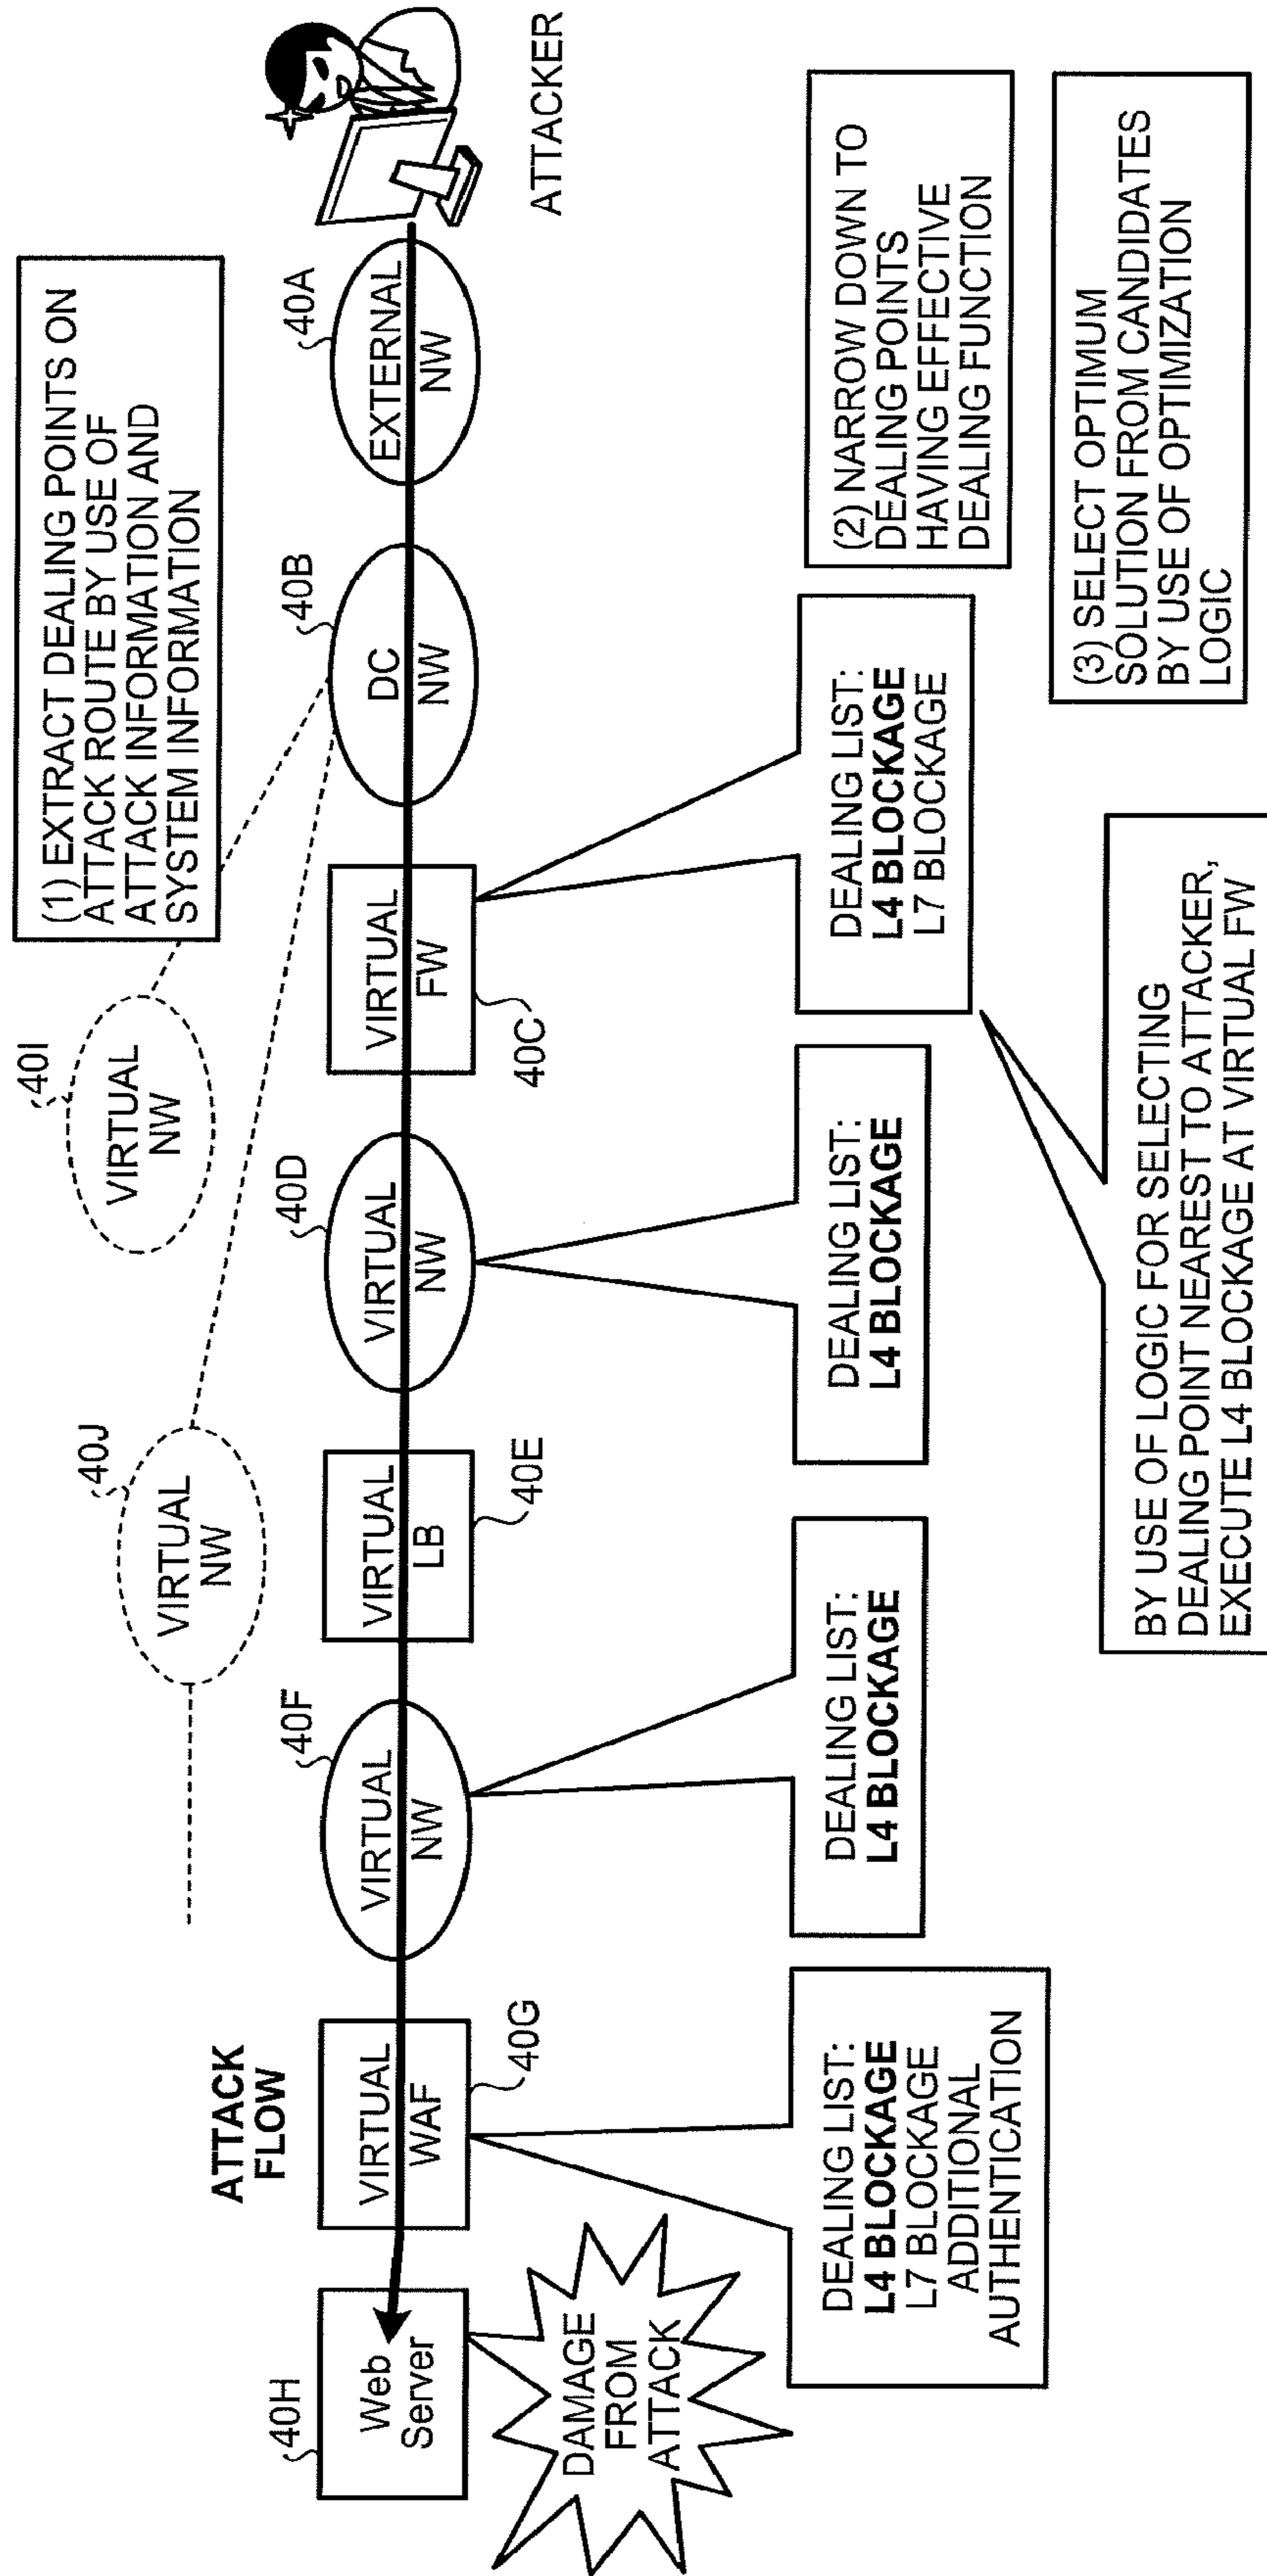 (1) EXTRACT DEALING POINTS ON
ATTACK ROUTE BY USE OF
ATTACK INFORMATION AND
SYSTEM INFORMATION
40I
VIRTUAL
NW
40J
VIRTUAL
NW
ATTACK
FLOW
40H
Web
Server
VIRTUAL
WAF
40G
40F
VIRTUAL
NW
VIRTUAL
LB
40E
40D
VIRTUAL
NW
VIRTUAL
FW
40C
40B
DC
NW
40A
EXTERNAL
NW
ATTACKER
DAMAGE
FROM
ATTACK
DEALING LIST:
L4 BLOCKAGE
L7 BLOCKAGE
ADDITIONAL
AUTHENTICATION
DEALING LIST:
L4 BLOCKAGE
DEALING LIST:
L4 BLOCKAGE
DEALING LIST:
L4 BLOCKAGE
L7 BLOCKAGE
(2) NARROW DOWN TO
DEALING POINTS
HAVING EFFECTIVE
DEALING FUNCTION
(3) SELECT OPTIMUM
SOLUTION FROM CANDIDATES
BY USE OF OPTIMIZATION
LOGIC
BY USE OF LOGIC FOR SELECTING
DEALING POINT NEAREST TO ATTACKER,
EXECUTE L4 BLOCKAGE AT VIRTUAL FW